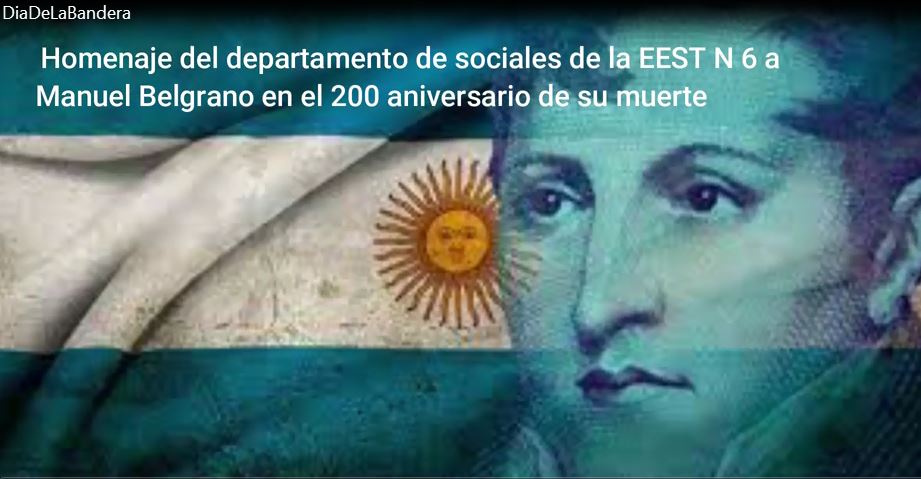 DiaDeLaBandera
Homenaje del departamento de sociales de la EEST N 6 a
Manuel Belgrano en el 200 aniversario de su muerte